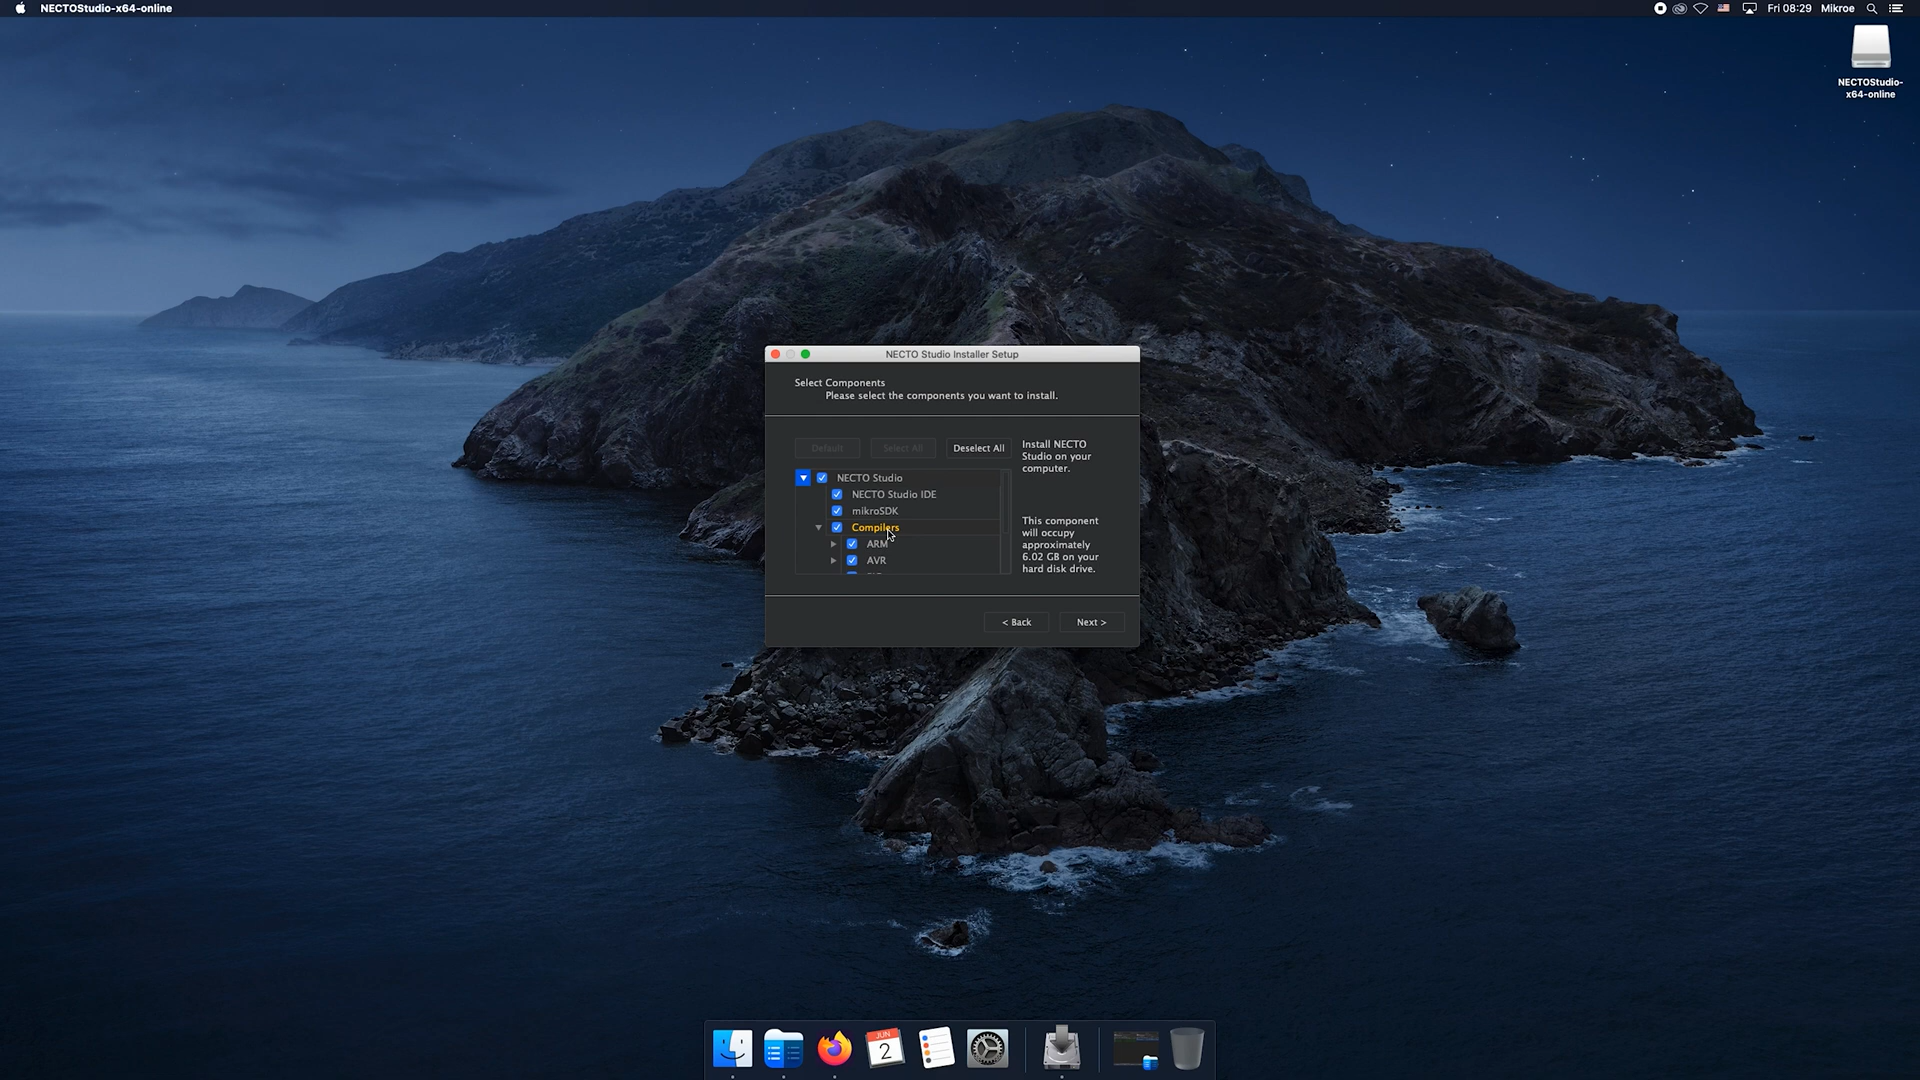 NECTOStudio-x64-online
Fri 08:29 Mikroe
NECTOStudio-
x64-online
NECTO Studio Installer Setup
Select Components
Please select the components you want to install.
Default
Select All
Deselect All
NECTO Studio
NECTO Studio IDE
mikroSDK
Compilers
ARM
AVR
Install NECTO
Studio on your
computer.
This component
will occupy
approximately
6.02 GB on your
hard disk drive.
< Back
Next >
JUN
2